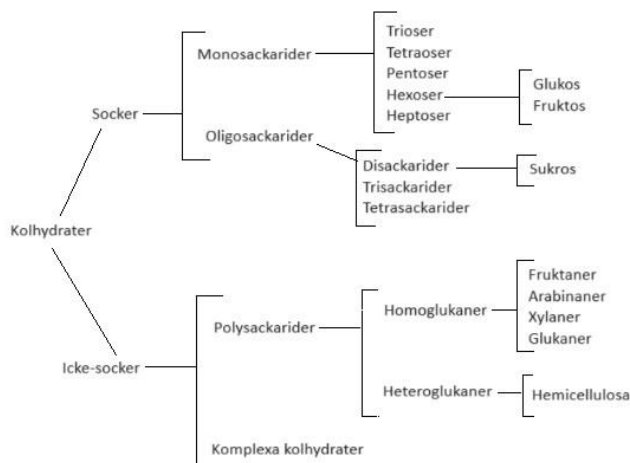 Kolhydrater
Socker
Monosackarider
Trioser
Tetraoser
Pentoser
Hexoser
Heptoser
Glukos
Fruktos
Oligosackarider
Disackarider
Trisackarider
Tetrasackarider
Sukros
Icke-socker
Polysackarider
Homoglukaner
Fruktaner
Arabinaner
Xylaner
Glukaner
Heteroglukaner
Hemicellulosa
Komplexa kolhydrater